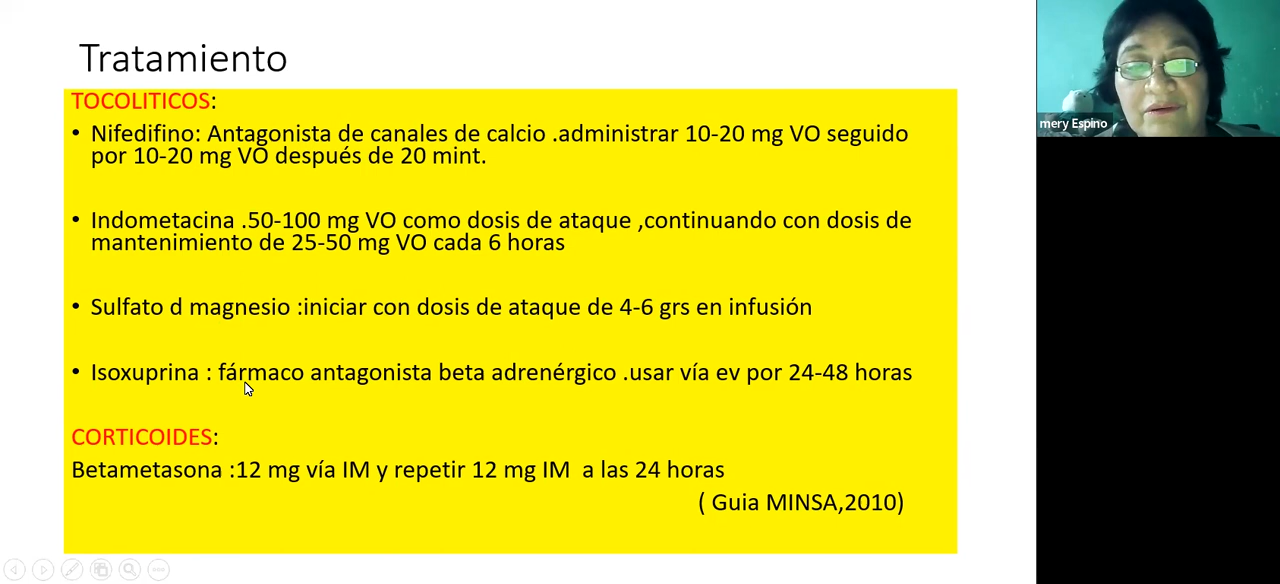 Tratamiento
TOCOLITICOS:
• Nifedifino: Antagonista de canales de calcio .administrar 10-20 mg VO seguido
por 10-20 mg VO después de 20 mint.
• Indometacina .50-100 mg VO como dosis de ataque ,continuando con dosis de
mantenimiento de 25-50 mg VO cada 6 horas
• Sulfato d magnesio :iniciar con dosis de ataque de 4-6 grs en infusión
• Isoxuprina : fármaco antagonista beta adrenérgico .usar vía ev por 24-48 horas
CORTICOIDES:
Betametasona :12 mg vía IM y repetir 12 mg IM  a las 24 horas
( Guia MINSA,2010)
mery Espino